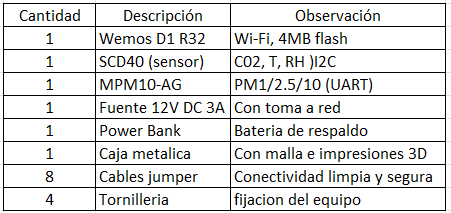 Cantidad Descripción Observación
1 Wemos D1 R32 Wi-Fi, 4MB flash
1 SCD40 (sensor) C02, T, RH )I2C
1 MPM10-AG PM1/2.5/10 (UART)
1 Fuente 12V DC 3A Con toma a red
1 Power Bank Bateria de respaldo
1 Caja metalica Con malla e impresiones 3D
8 Cables jumper Conectividad limpia y segura
4 Tornilleria fijacion del equipo